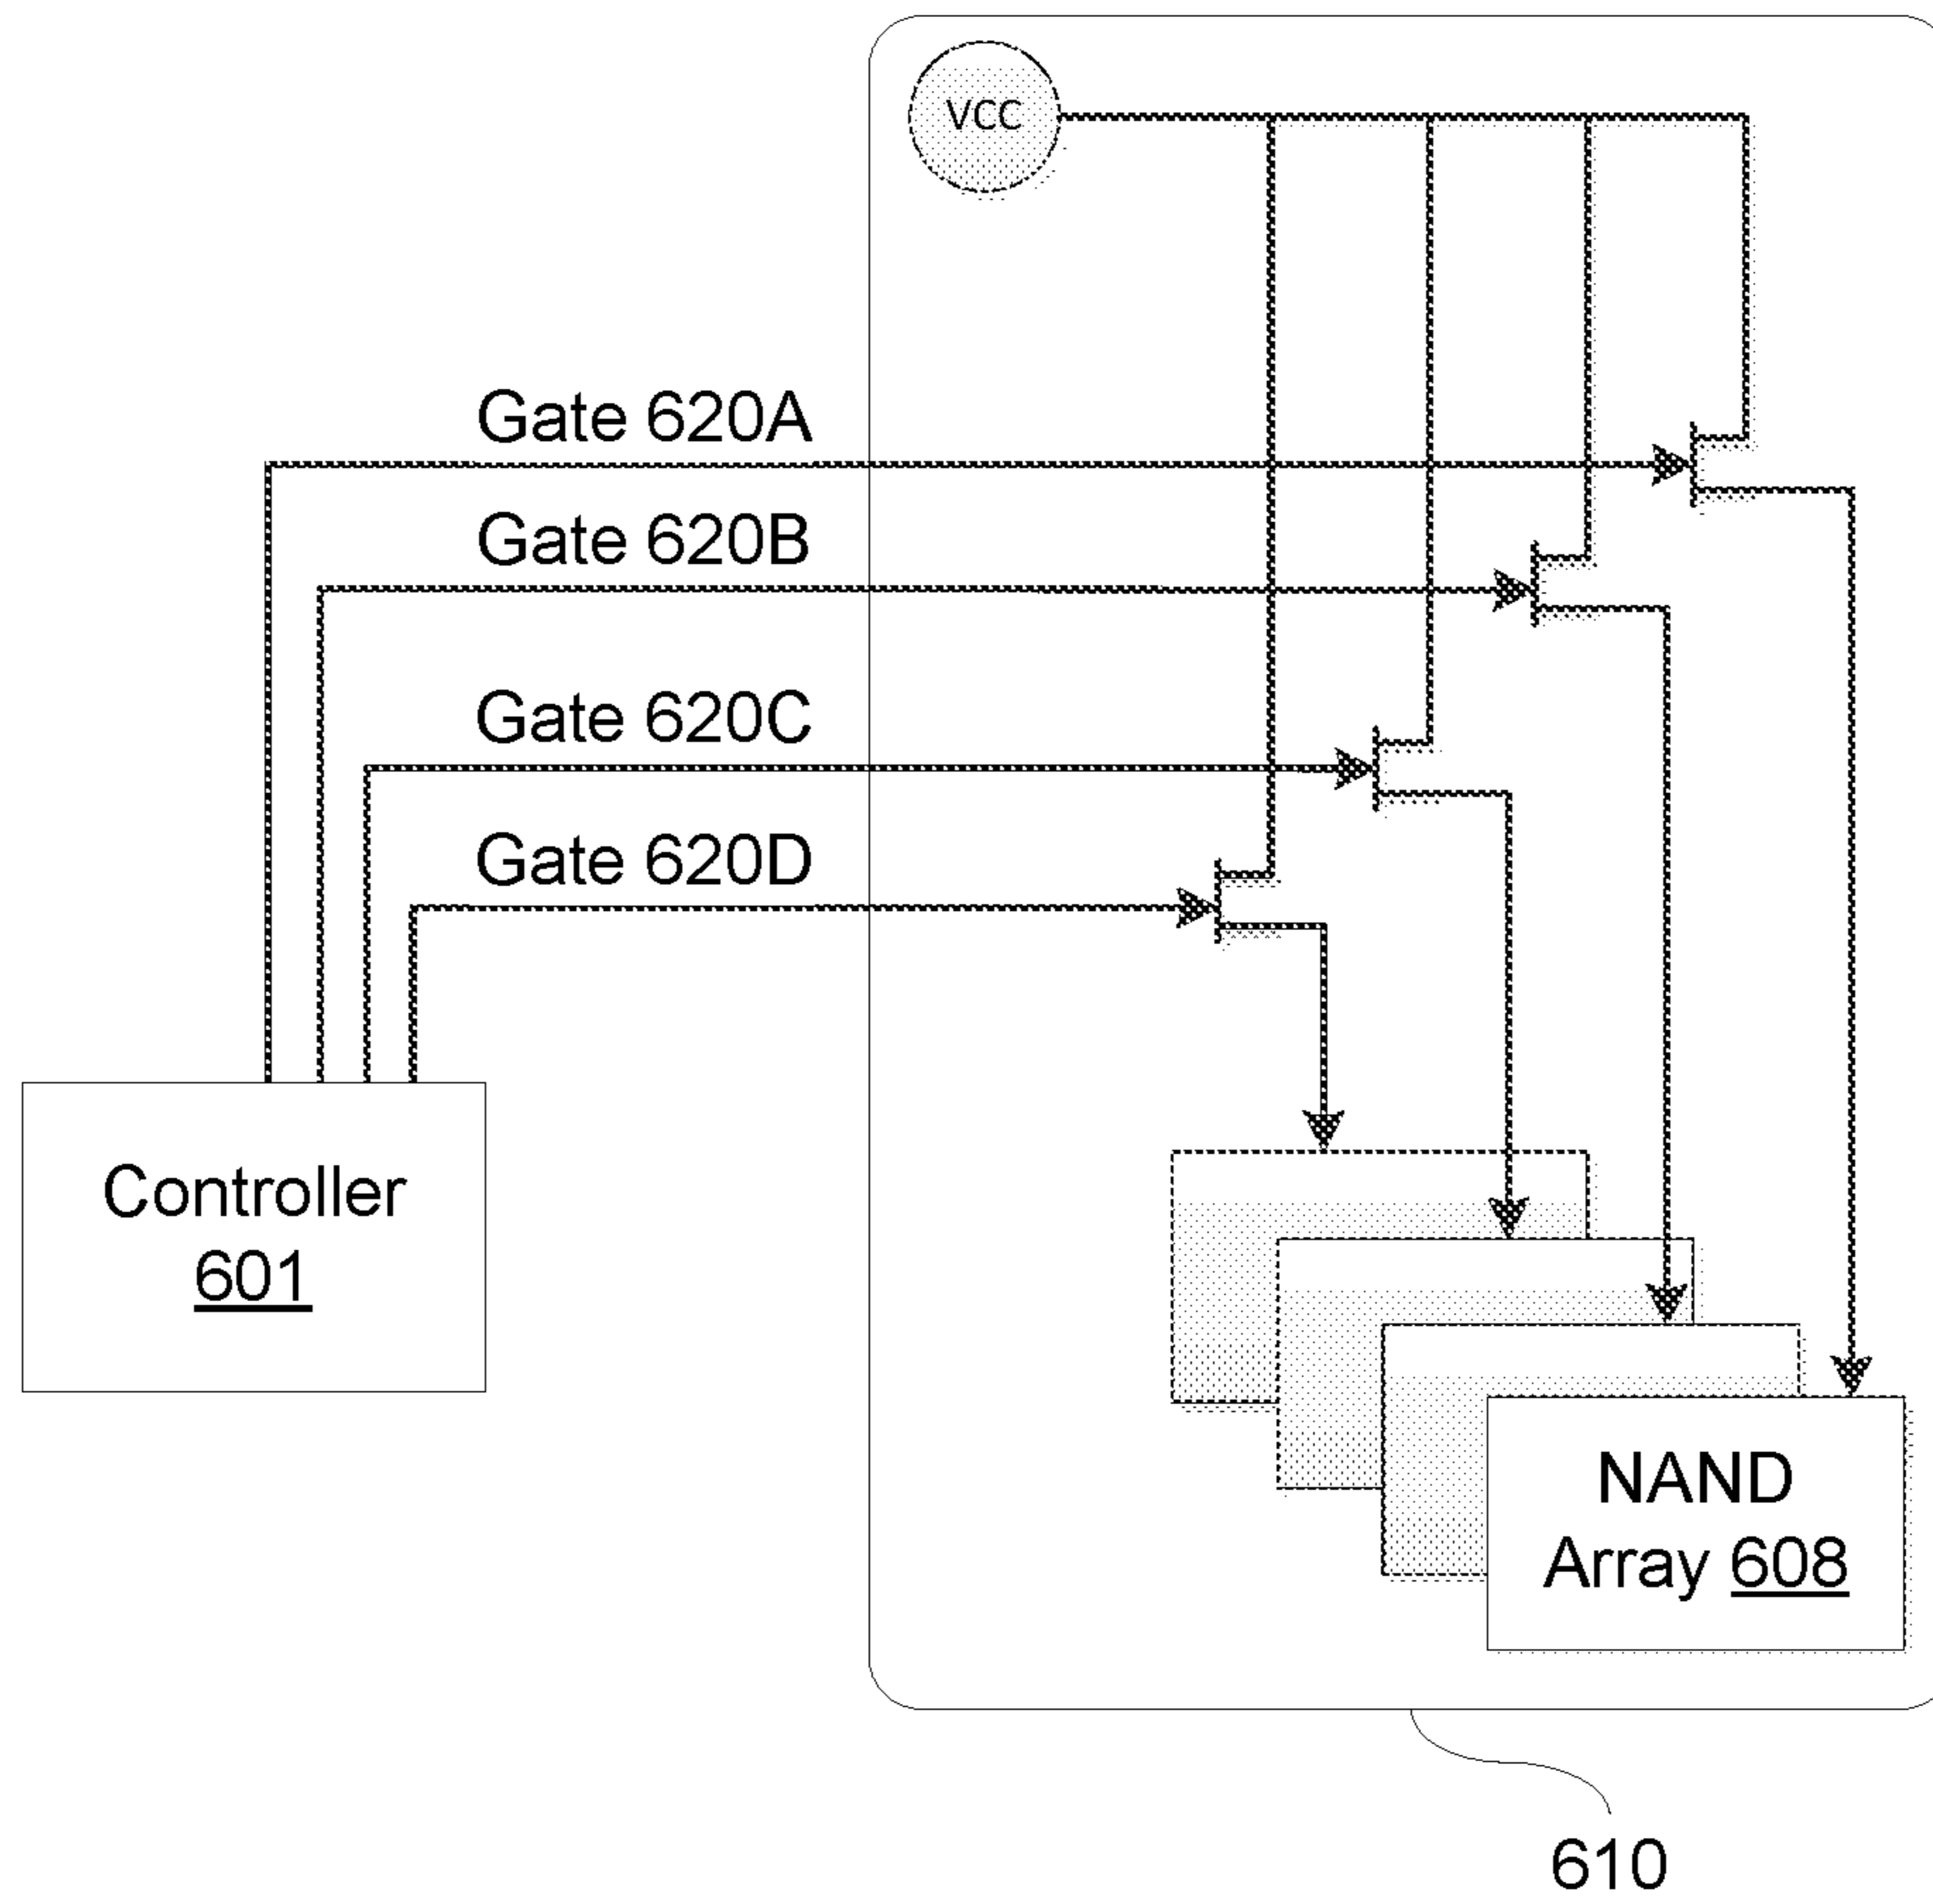 VCC
Gate 620A
Gate 620B
Gate 620C
Gate 620D
Controller
601
NAND
Array 608
610